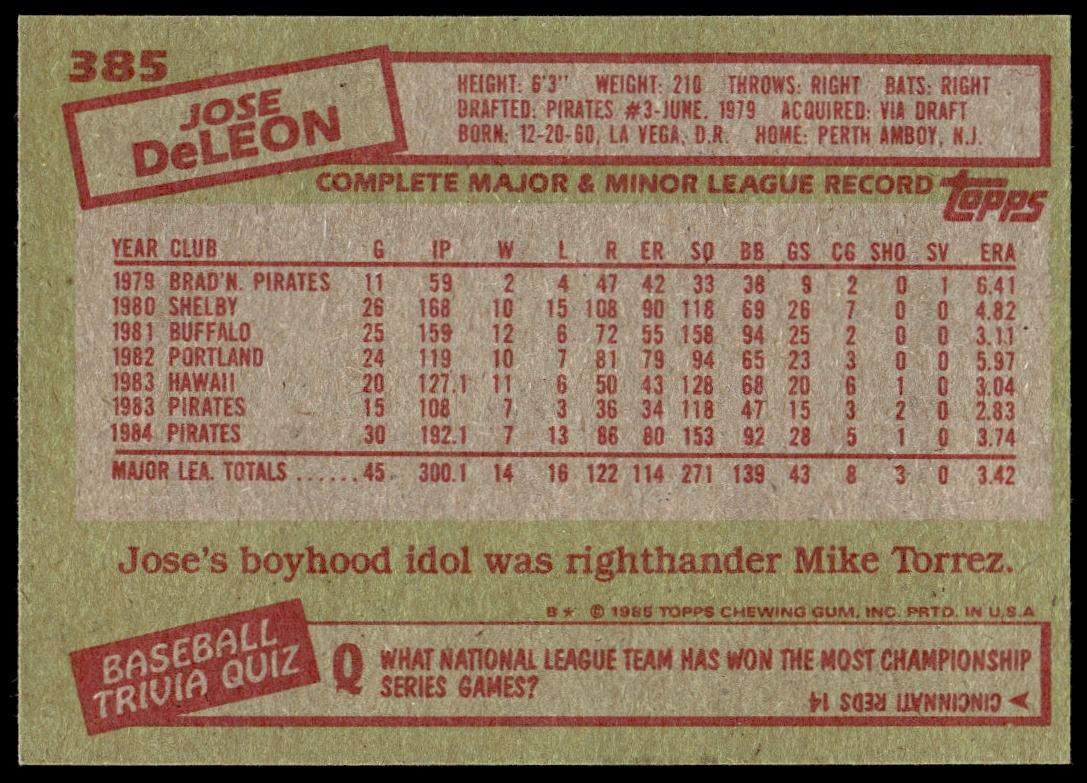 385
JOSE
DeLEON
HEIGHT: 6'3" WEIGHT: 210 THROWS: RIGHT BATS: RIGHT
DRAFTED: PIRATES #3-JUNE, 1979 ACQUIRED: VIA DRAFT
BORN: 12-20-60, LA VEGA, D.R. HOME: PERTH AMBOY, N.J.
COMPLETE MAJOR & MINOR LEAGUE RECORD
topps
YEAR CLUB G IP W L R ER SO BB GS CG SHO SV ERA
1979 BRAD'N. PIRATES 11 59 2 4 47 42 33 38 9 2 0 1 6.41
1980 SHELBY 26 168 10 15 108 90 118 69 26 7 0 0 4.82
1981 BUFFALO 25 159 12 6 72 55 158 94 25 2 0 0 3.11
1982 PORTLAND 24 119 10 7 81 79 94 65 23 3 0 0 5.97
1983 HAWAII 20 127.1 11 6 50 43 128 68 20 6 1 0 3.04
1983 PIRATES 15 108 7 3 36 34 118 47 15 3 2 0 2.83
1984 PIRATES 30 192.1 7 13 86 80 153 92 28 5 1 0 3.74
MAJOR LEA. TOTALS ......45 300.1 14 16 122 114 271 139 43 8 3 0 3.42
Jose's boyhood idol was righthander Mike Torrez.
B★ © 1985 TOPPS CHEWING GUM, INC. PRTD. IN U.S.A
BASEBALL
TRIVIA QUIZ
Q WHAT NATIONAL LEAGUE TEAM HAS WON THE MOST CHAMPIONSHIP
SERIES GAMES?
➤ CINCINNATI REDS 14